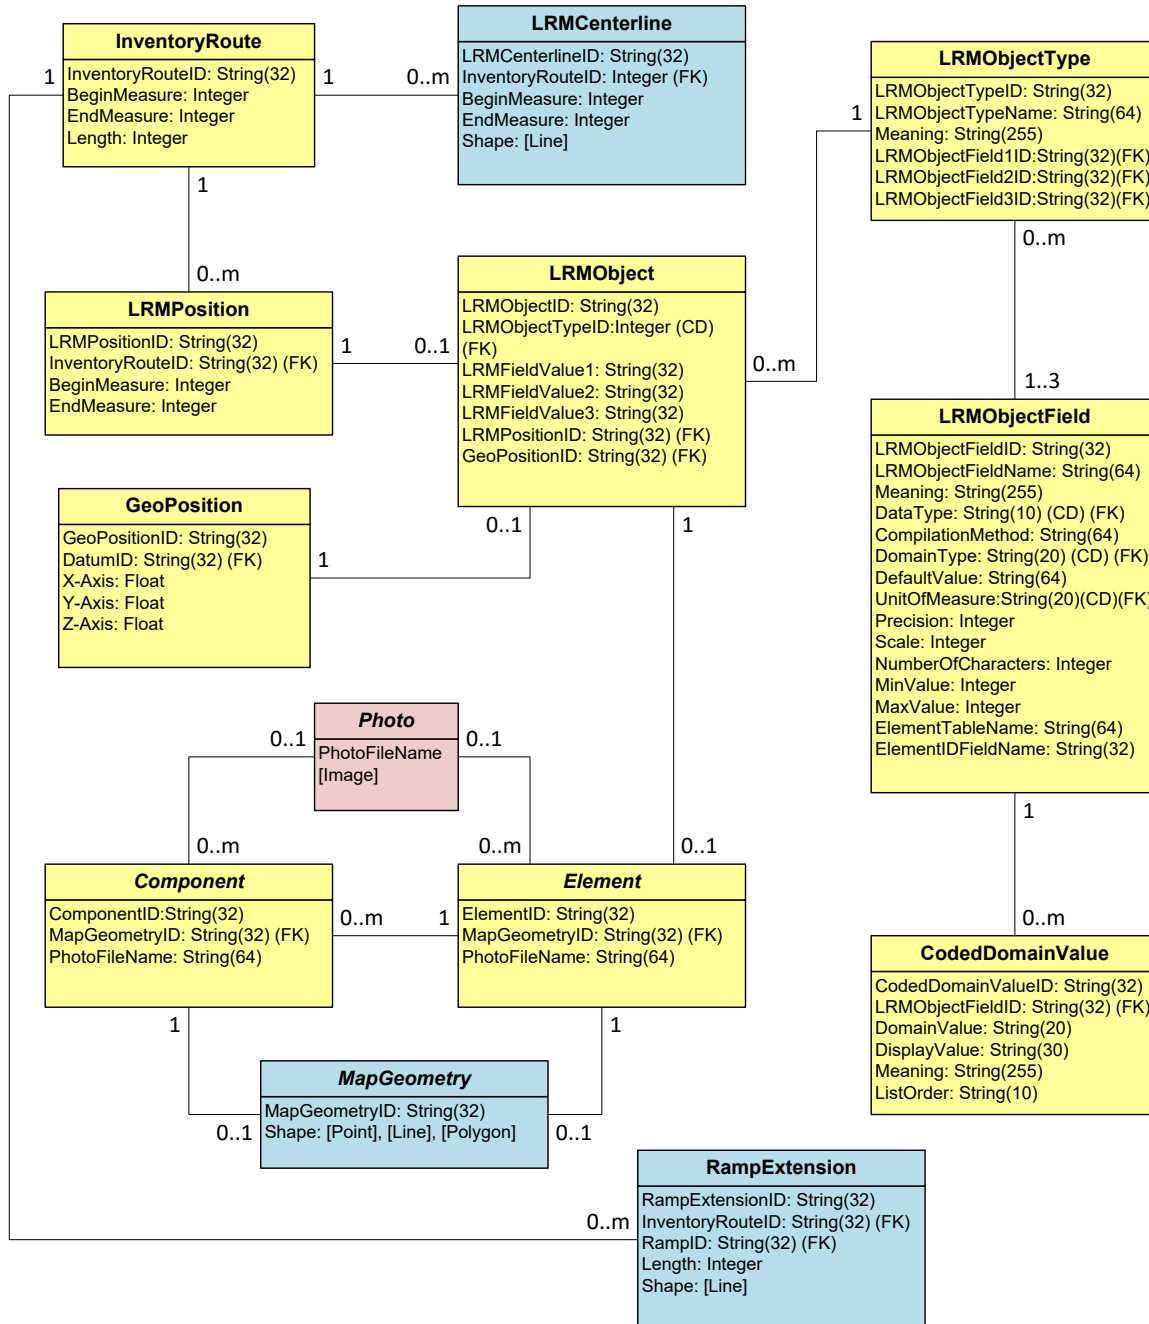 InventoryRoute
InventoryRouteID: String(32)
BeginMeasure: Integer
EndMeasure: Integer
Length: Integer
1
1
0..m
1
LRMCenterline
LRMCenterlineID: String(32)
InventoryRouteID: Integer (FK)
BeginMeasure: Integer
EndMeasure: Integer
Shape: [Line]
LRMObjectType
LRMObjectTypeID: String(32)
LRMObjectTypeName: String(64)
Meaning: String(255)
LRMObjectField1ID:String(32)(FK)
LRMObjectField2ID:String(32)(FK)
LRMObjectField3ID:String(32)(FK)
1
0..m
0..m
LRMPosition
LRMPositionID: String(32)
InventoryRouteID: String(32) (FK)
BeginMeasure: Integer
EndMeasure: Integer
1
0..1
LRMObject
LRMObjectID: String(32)
LRMObjectTypeID:Integer (CD)
(FK)
LRMFieldValue1: String(32)
LRMFieldValue2: String(32)
LRMFieldValue3: String(32)
LRMPositionID: String(32) (FK)
GeoPositionID: String(32) (FK)
0..m
0..1
1
1..3
LRMObjectField
LRMObjectFieldID: String(32)
LRMObjectFieldName: String(64)
Meaning: String(255)
DataType: String(10) (CD) (FK)
CompilationMethod: String(64)
DomainType: String(20) (CD) (FK)
DefaultValue: String(64)
UnitOfMeasure:String(20)(CD)(FK)
Precision: Integer
Scale: Integer
NumberOfCharacters: Integer
MinValue: Integer
MaxValue: Integer
ElementTableName: String(64)
ElementIDFieldName: String(32)
1
0..m
GeoPosition
GeoPositionID: String(32)
DatumID: String(32) (FK)
X-Axis: Float
Y-Axis: Float
Z-Axis: Float
1
Photo
PhotoFileName
[Image]
0..1
0..1
0..m
0..m
0..1
Component
ComponentID:String(32)
MapGeometryID: String(32) (FK)
PhotoFileName: String(64)
0..m
1
Element
ElementID: String(32)
MapGeometryID: String(32) (FK)
PhotoFileName: String(64)
1
1
CodedDomainValue
CodedDomainValueID: String(32)
LRMObjectFieldID: String(32) (FK)
DomainValue: String(20)
DisplayValue: String(30)
Meaning: String(255)
ListOrder: String(10)
MapGeometry
MapGeometryID: String(32)
Shape: [Point], [Line], [Polygon]
0..1
0..1
0..m
RampExtension
RampExtensionID: String(32)
InventoryRouteID: String(32) (FK)
RampID: String(32) (FK)
Length: Integer
Shape: [Line]